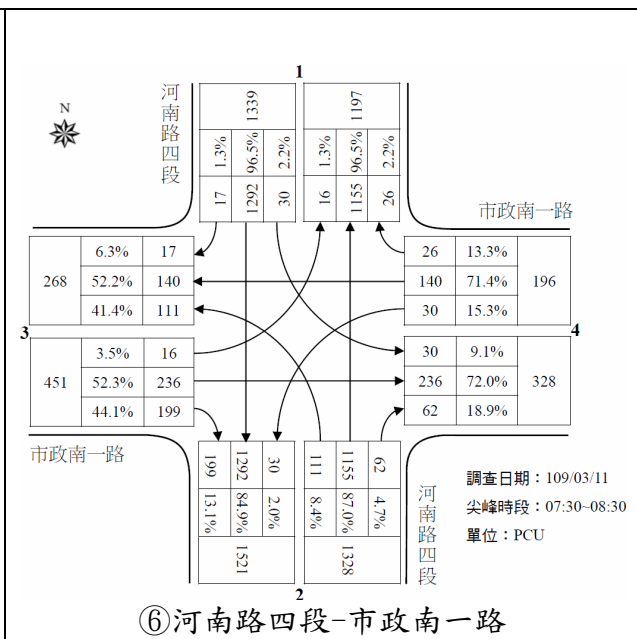 1
N
河南路四段
1339
1197
1.3% 96.5% 2.2%
1.3% 96.5% 2.2%
17 1292 30
16 1155 26
市政南一路
268
6.3% 17
52.2% 140
41.4% 111
26 13.3%
140 71.4%
30 15.3%
196
3
4
451
3.5% 16
52.3% 236
44.1% 199
30 9.1%
236 72.0%
62 18.9%
328
市政南一路
199 1292 30
111 1155 62
13.1% 84.9% 2.0%
8.4% 87.0% 4.7%
1521
1328
河南路四段
調查日期：109/03/11
尖峰時段：07:30~08:30
單位：PCU
2
⑥河南路四段-市政南一路